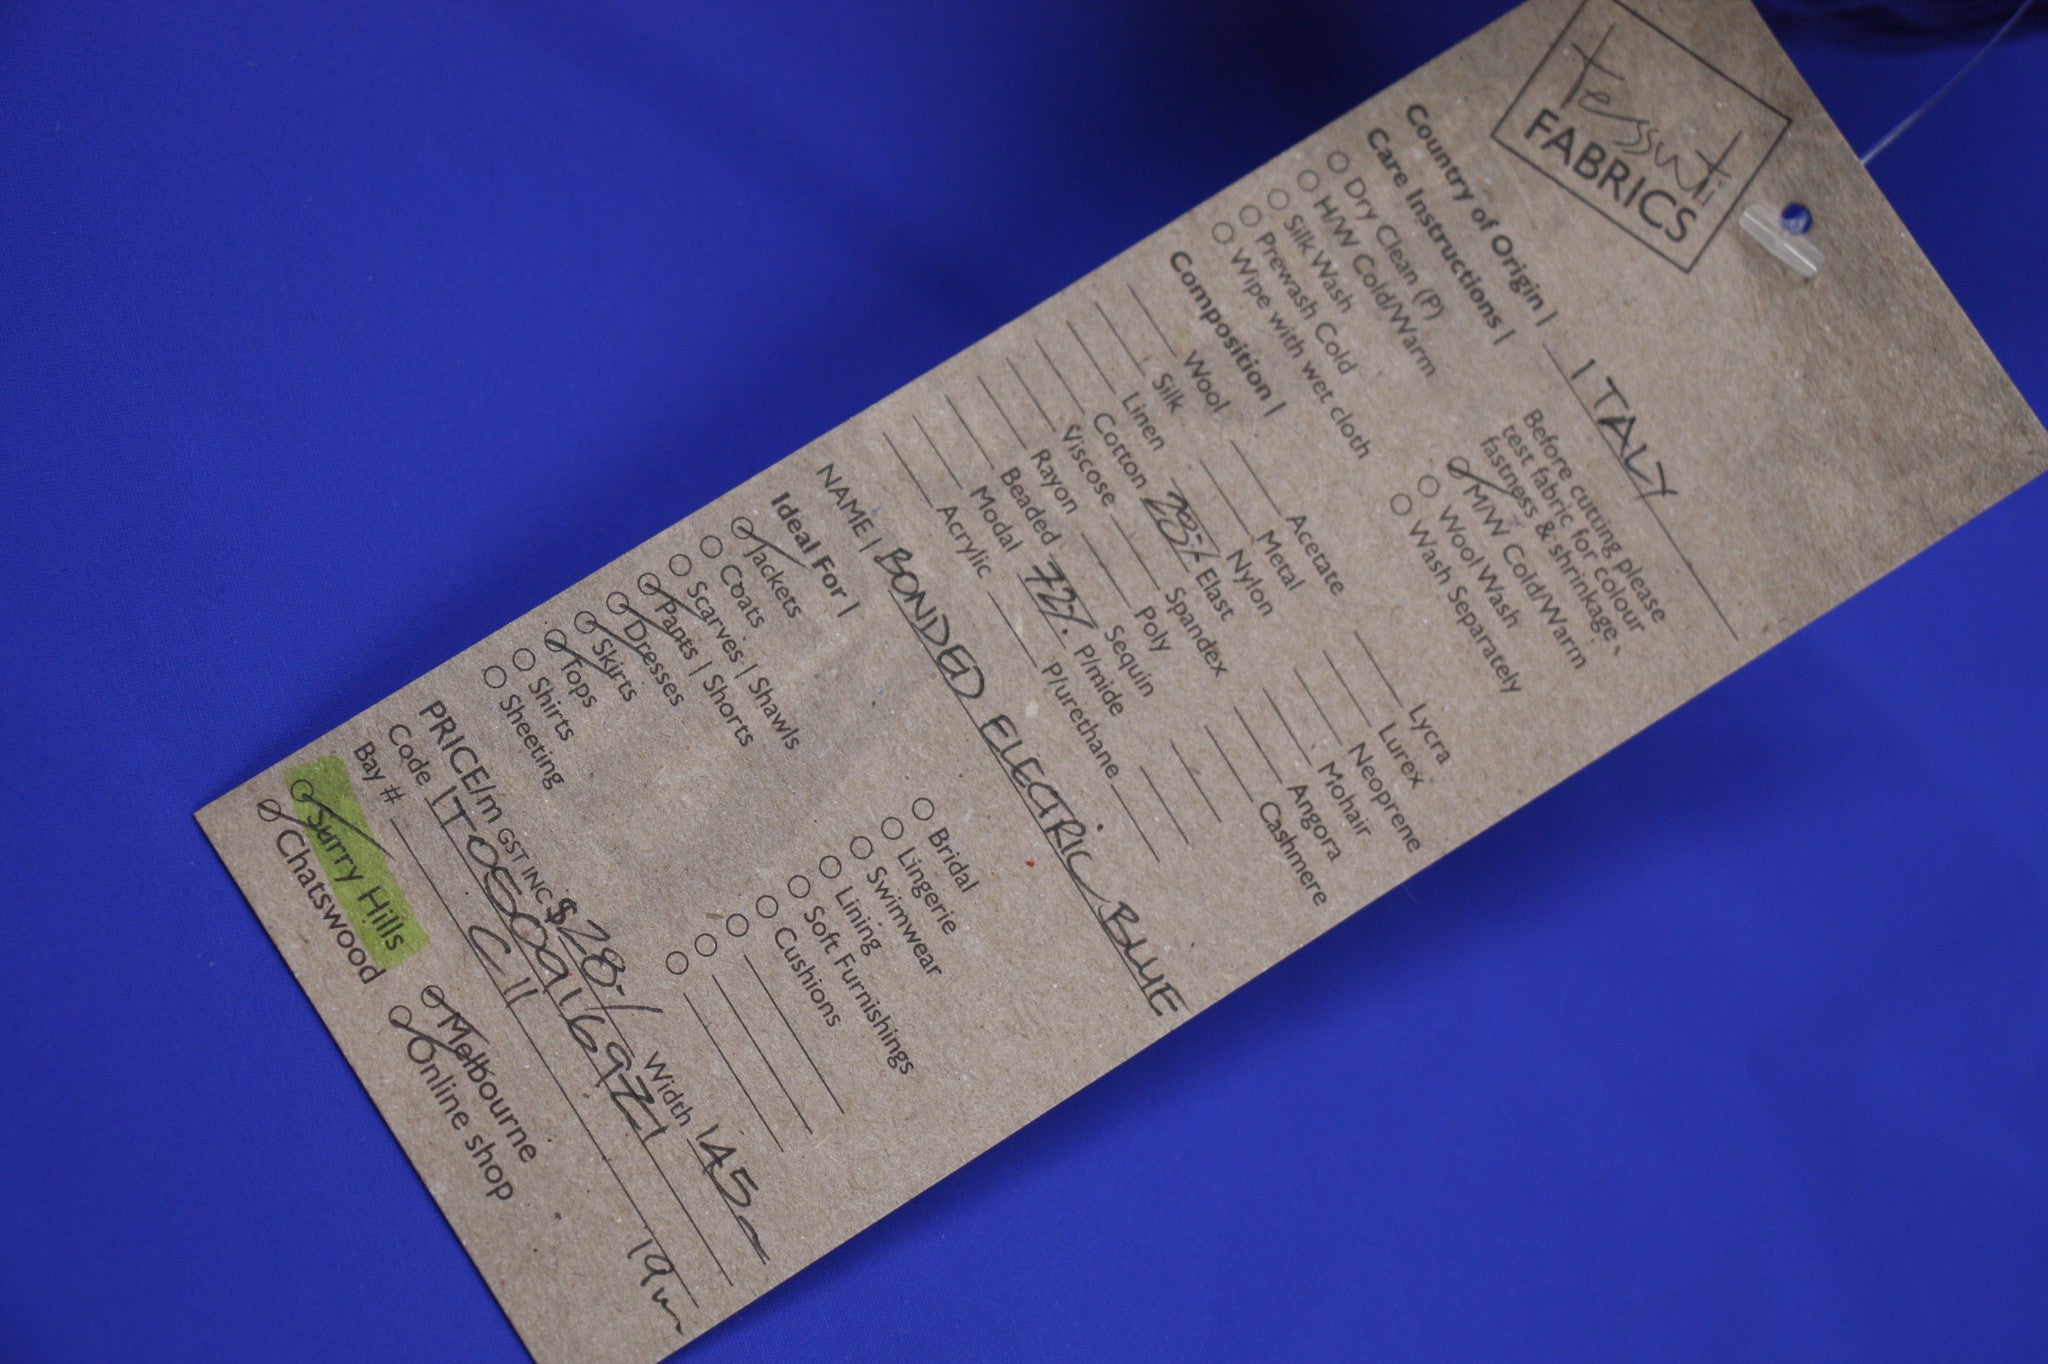 tessuti
FABRICS
Country of Origin | ITALY
Care Instructions |
Dry Clean (P)
H/W Cold/Warm
Silk Wash
Prewash Cold
Wipe with wet cloth
Before cutting please
test fabric for colour
fastness & shrinkage.
M/W Cold/Warm
Wool Wash
Wash Separately
Composition |
Wool
Silk
Linen
Cotton
Viscose
Rayon
Beaded
Modal
Acrylic
Acetate
Metal
Nylon
28% Elast
Spandex
Poly
Sequin
72% P/mide
P/urethane
Lycra
Lurex
Neoprene
Mohair
Angora
Cashmere
NAME | BONDED ELECTRIC BLUE
Ideal For |
Jackets
Coats
Scarves | Shawls
Pants | Shorts
Dresses
Skirts
Tops
Shirts
Sheeting
Bridal
Lingerie
Swimwear
Lining
Soft Furnishings
Cushions
PRICE/m GST INC $28-/ Width 145
Code
Bay # C11 19m
Surry Hills
Chatswood
Melbourne
Online shop